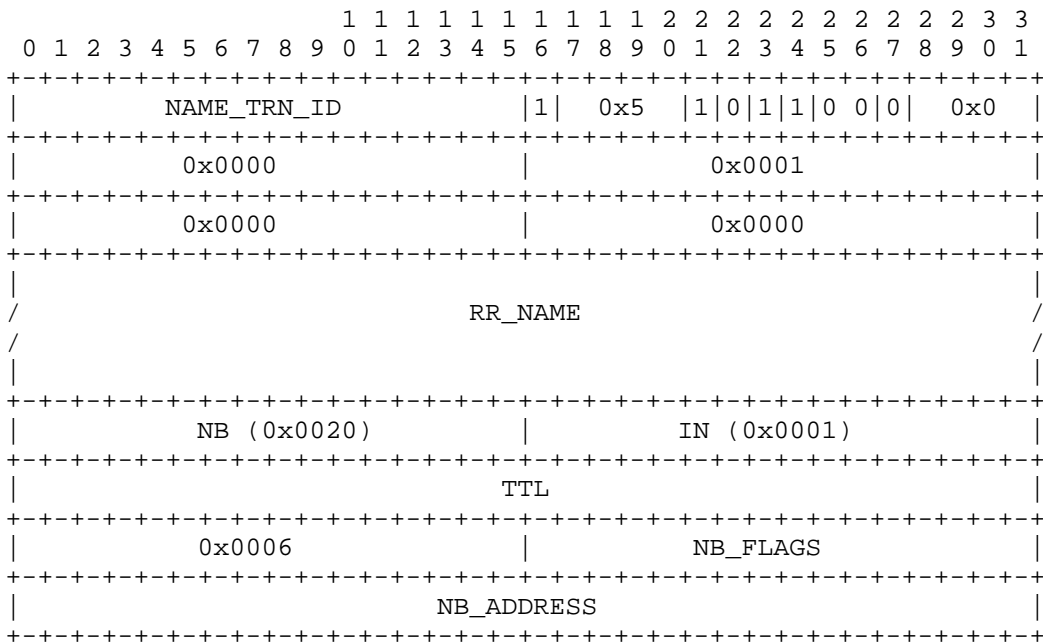 1 1 1 1 1 1 1 1 1 1 2 2 2 2 2 2 2 2 2 2 3 3
 0 1 2 3 4 5 6 7 8 9 0 1 2 3 4 5 6 7 8 9 0 1 2 3 4 5 6 7 8 9 0 1
+-+-+-+-+-+-+-+-+-+-+-+-+-+-+-+-+-+-+-+-+-+-+-+-+-+-+-+-+-+-+-+-+
|         NAME_TRN_ID           |1|  0x5  |1|0|1|1|0 0|0|  0x0  |
+-+-+-+-+-+-+-+-+-+-+-+-+-+-+-+-+-+-+-+-+-+-+-+-+-+-+-+-+-+-+-+-+
|          0x0000               |           0x0001              |
+-+-+-+-+-+-+-+-+-+-+-+-+-+-+-+-+-+-+-+-+-+-+-+-+-+-+-+-+-+-+-+-+
|          0x0000               |           0x0000              |
+-+-+-+-+-+-+-+-+-+-+-+-+-+-+-+-+-+-+-+-+-+-+-+-+-+-+-+-+-+-+-+-+
|                                                               |
/                            RR_NAME                            /
/                                                               /
|                                                               |
+-+-+-+-+-+-+-+-+-+-+-+-+-+-+-+-+-+-+-+-+-+-+-+-+-+-+-+-+-+-+-+-+
|           NB (0x0020)         |         IN (0x0001)           |
+-+-+-+-+-+-+-+-+-+-+-+-+-+-+-+-+-+-+-+-+-+-+-+-+-+-+-+-+-+-+-+-+
|                              TTL                              |
+-+-+-+-+-+-+-+-+-+-+-+-+-+-+-+-+-+-+-+-+-+-+-+-+-+-+-+-+-+-+-+-+
|           0x0006              |          NB_FLAGS             |
+-+-+-+-+-+-+-+-+-+-+-+-+-+-+-+-+-+-+-+-+-+-+-+-+-+-+-+-+-+-+-+-+
|                          NB_ADDRESS                           |
+-+-+-+-+-+-+-+-+-+-+-+-+-+-+-+-+-+-+-+-+-+-+-+-+-+-+-+-+-+-+-+-+